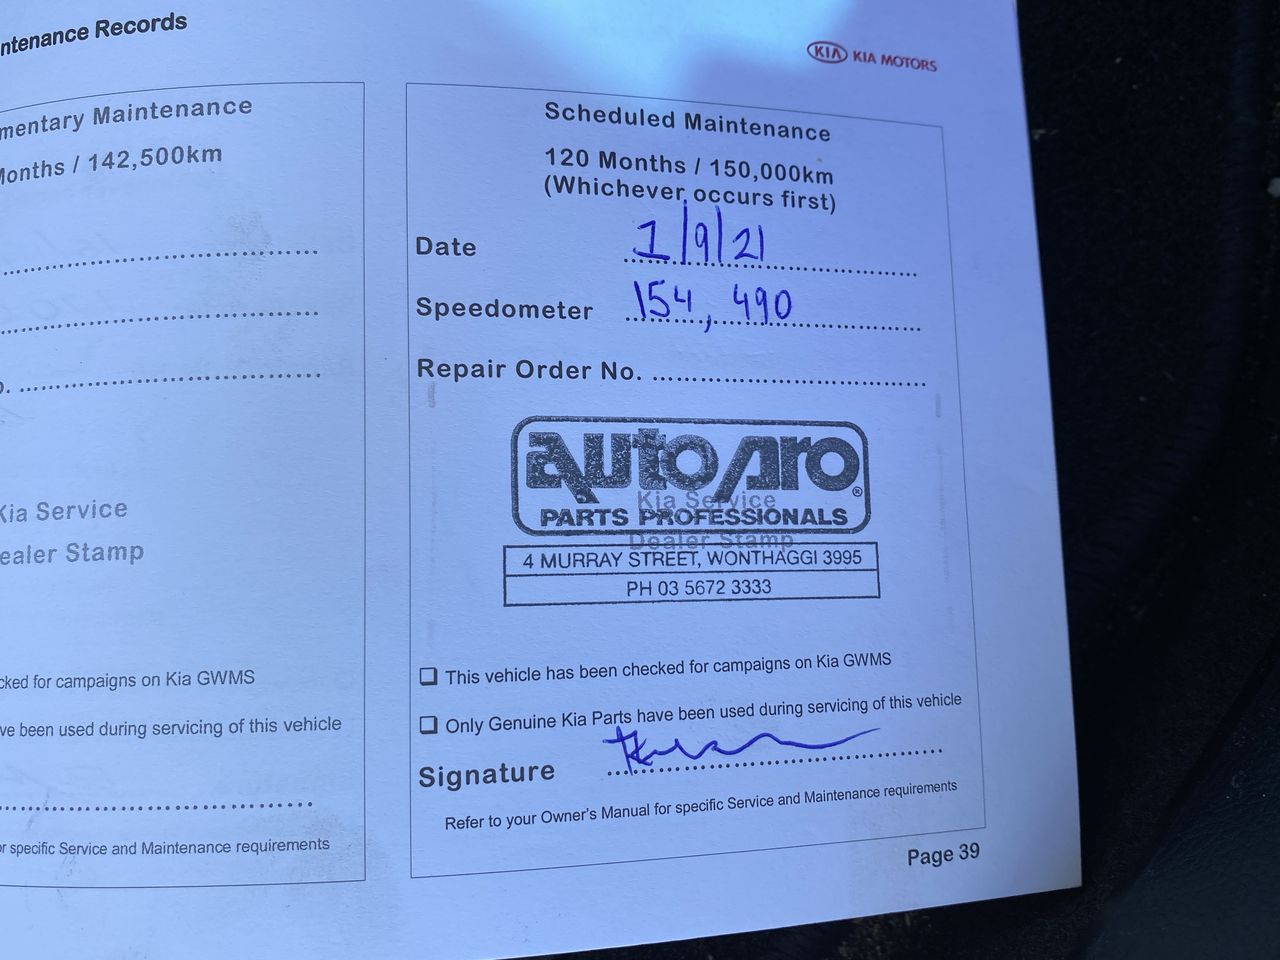 ntenance Records
KIA KIA MOTORS
mentary Maintenance
Months / 142,500km
o.
Kia Service
Dealer Stamp
cked for campaigns on Kia GWMS
ve been used during servicing of this vehicle
or specific Service and Maintenance requirements
Scheduled Maintenance
120 Months / 150,000km
(Whichever occurs first)
Date 1/9/21
Speedometer 154,490
Repair Order No.
autopro
®
Kia Service
PARTS PROFESSIONALS
Dealer Stamp
4 MURRAY STREET, WONTHAGGI 3995
PH 03 5672 3333
This vehicle has been checked for campaigns on Kia GWMS
Only Genuine Kia Parts have been used during servicing of this vehicle
Signature
Refer to your Owner's Manual for specific Service and Maintenance requirements
Page 39